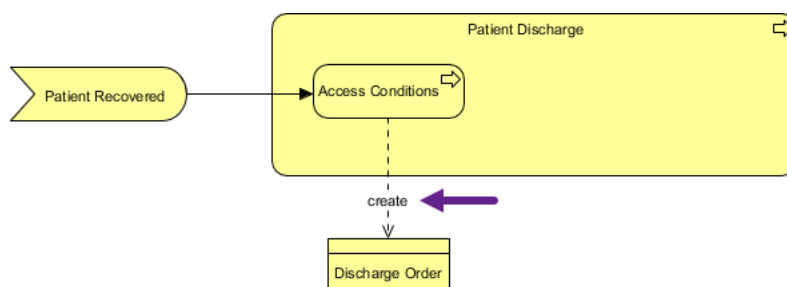 Patient Discharge
Patient Recovered
Access Conditions
create
Discharge Order